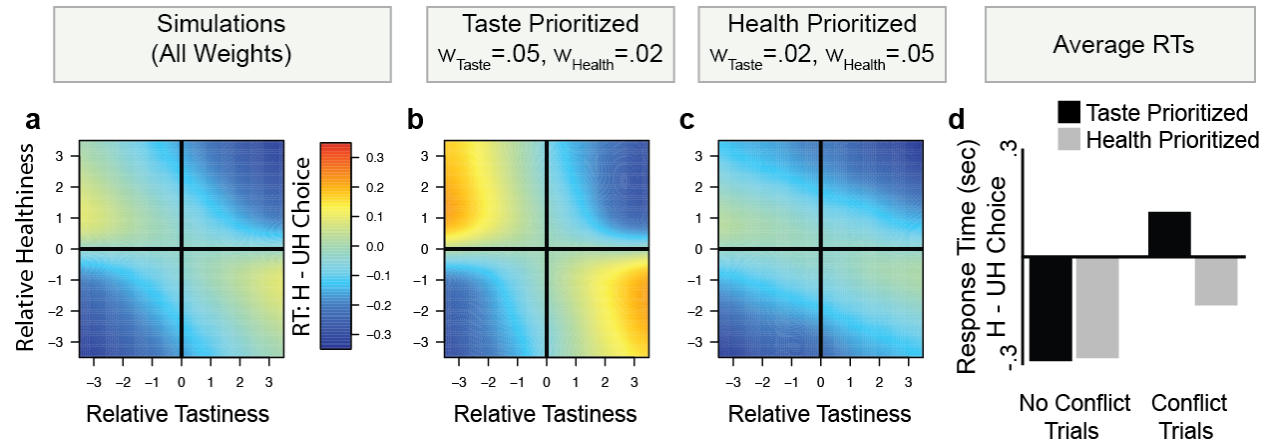 Simulations
(All Weights)
Taste Prioritized
wTaste=.05, wHealth=.02
Health Prioritized
wTaste=.02, wHealth=.05
Average RTs
a
Relative Healthiness
3
2
1
0
−1
−2
−3
−3 −2 −1 0 1 2 3
Relative Tastiness
RT: H - UH Choice
0.3
0.2
0.1
0.0
−0.1
−0.2
−0.3
b
3
2
1
0
−1
−2
−3
−3 −2 −1 0 1 2 3
Relative Tastiness
c
3
2
1
0
−1
−2
−3
−3 −2 −1 0 1 2 3
Relative Tastiness
d
Taste Prioritized
Health Prioritized
Response Time (sec)
H - UH Choice
.3
-.3
No Conflict
Trials
Conflict
Trials